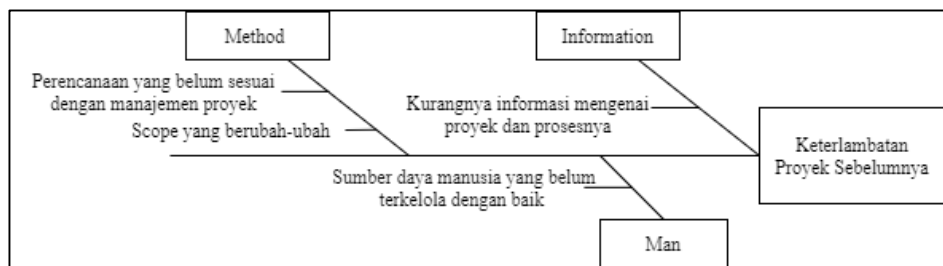 Method
Information
Perencanaan yang belum sesuai
dengan manajemen proyek
Scope yang berubah-ubah
Kurangnya informasi mengenai
proyek dan prosesnya
Keterlambatan
Proyek Sebelumnya
Sumber daya manusia yang belum
terkelola dengan baik
Man